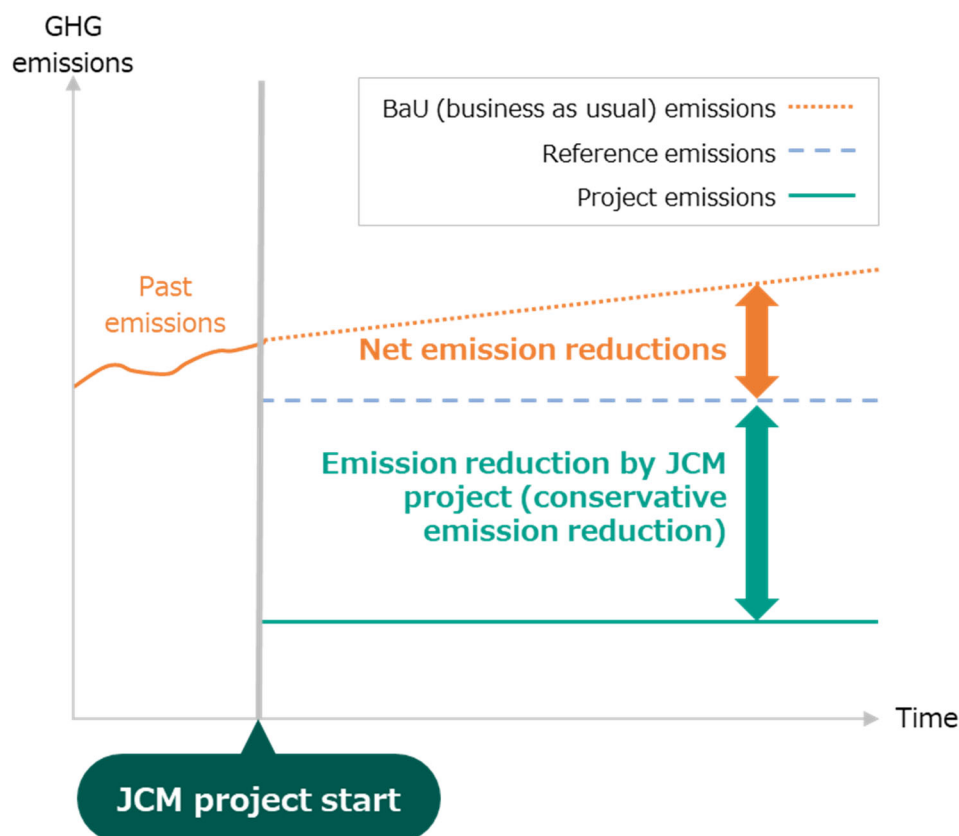 GHG
emissions
BaU (business as usual) emissions
Reference emissions
Project emissions
Past
emissions
Net emission reductions
Emission reduction by JCM
project (conservative
emission reduction)
Time
JCM project start